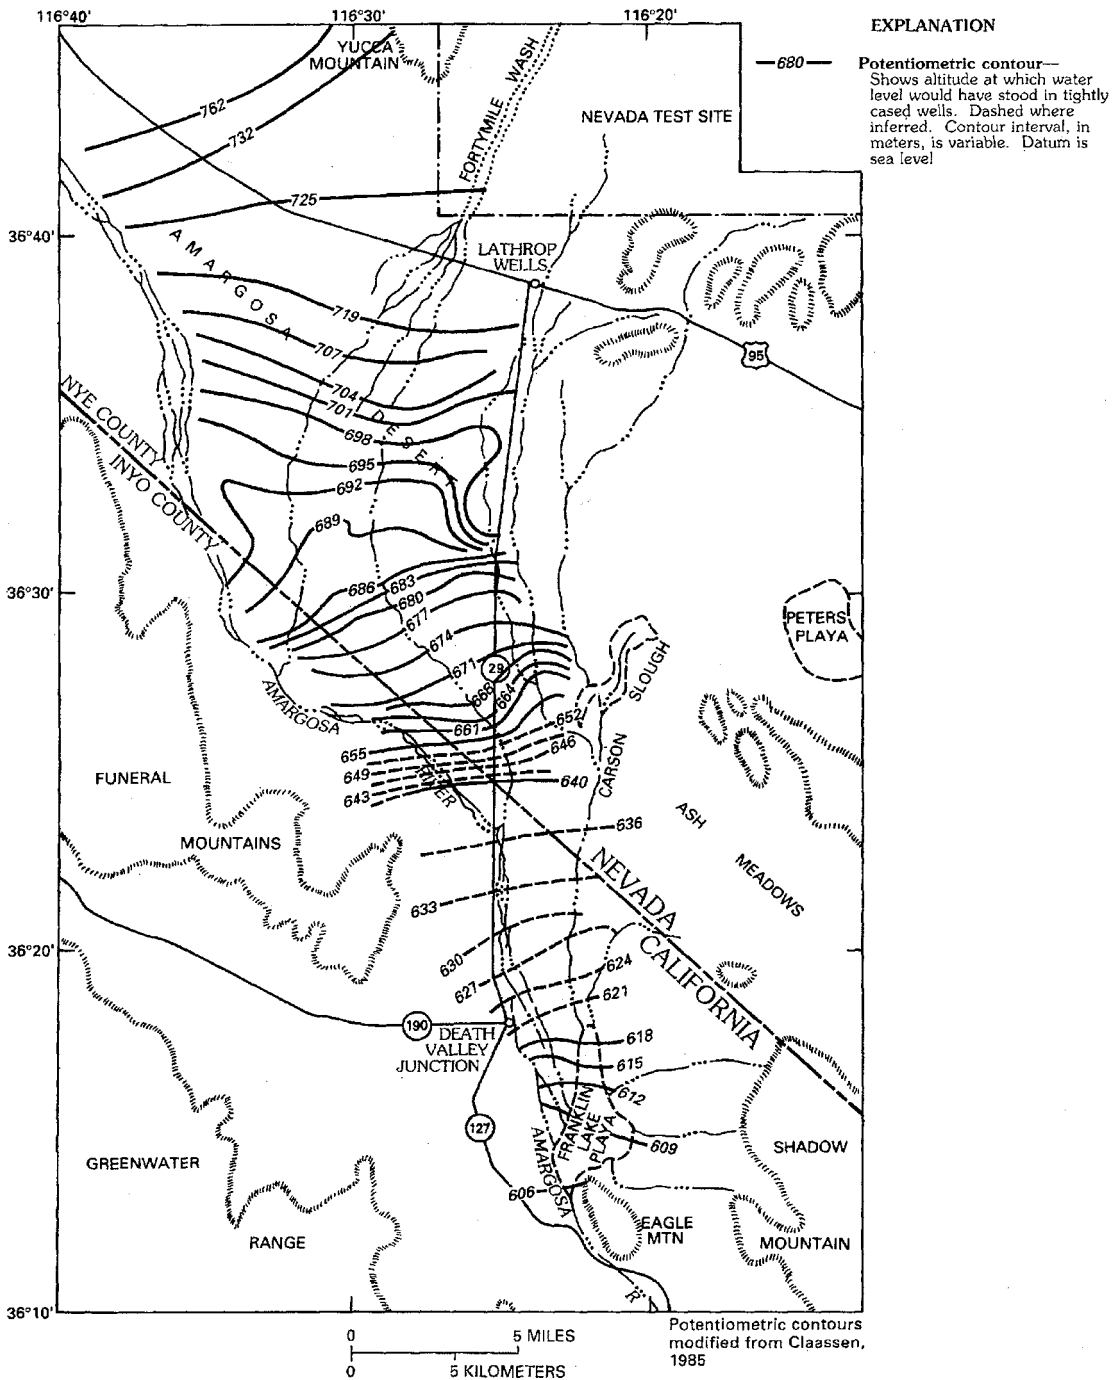 116°40'
116°30'
116°20'
EXPLANATION
—680— Potentiometric contour—
Shows altitude at which water
level would have stood in tightly
cased wells. Dashed where
inferred. Contour interval, in
meters, is variable. Datum is
sea level
YUCCA
MOUNTAIN
FORTYMILE WASH
NEVADA TEST SITE
762
732
725
36°40'
AMARGOSA
DESERT
LATHROP
WELLS
719
707
95
704
701
698
695
692
689
NYE COUNTY
INYO COUNTY
36°30'
686
683
680
677
674
671
29
668
664
661
PETERS
PLAYA
SLOUGH
CARSON
AMARGOSA
RIVER
652
646
655
649
643
640
FUNERAL
MOUNTAINS
ASH
MEADOWS
636
NEVADA
CALIFORNIA
633
36°20'
630
627
624
621
190
DEATH
VALLEY
JUNCTION
618
615
612
127
FRANKLIN
LAKE
PLAYA
609
AMARGOSA
R
606
SHADOW
MOUNTAIN
GREENWATER
RANGE
EAGLE
MTN
36°10'
0 5 MILES
0 5 KILOMETERS
Potentiometric contours
modified from Claassen,
1985